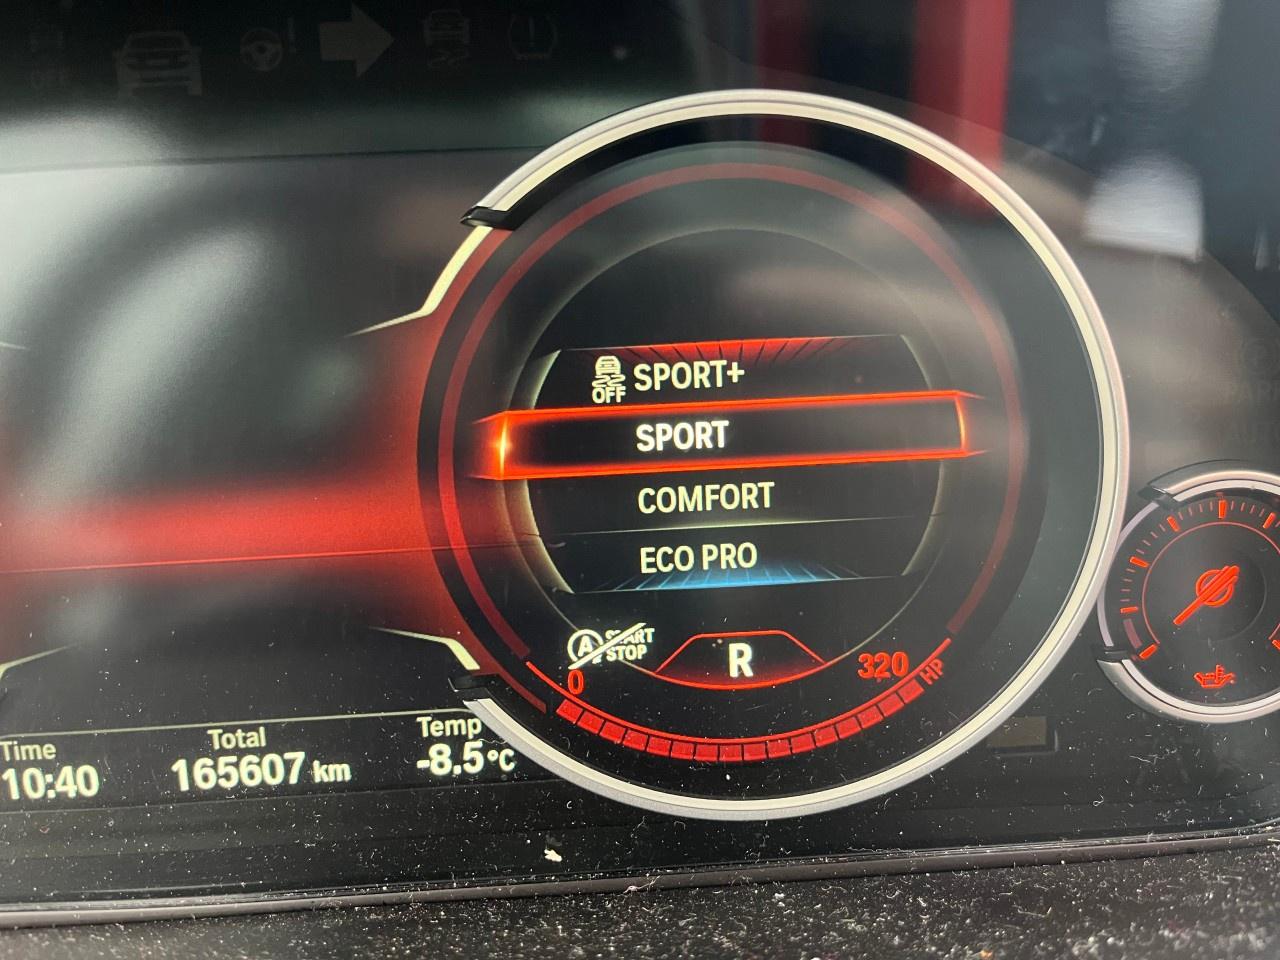 OFF SPORT+
SPORT
COMFORT
ECO PRO
A START
STOP
R
0
320
HP
Time
10:40
Total
165607 km
Temp
-8.5°C